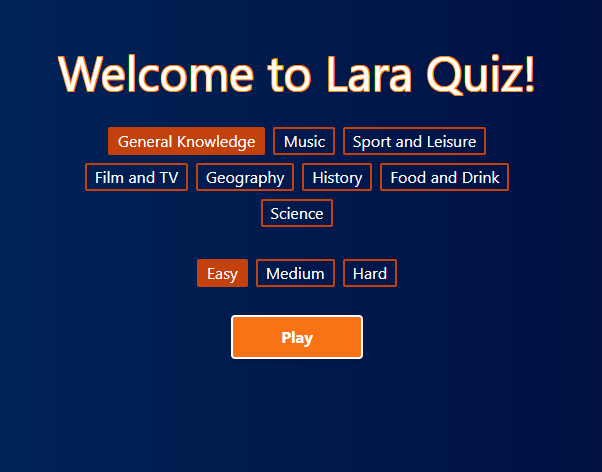 Welcome to Lara Quiz!
General Knowledge Music Sport and Leisure
Film and TV Geography History Food and Drink
Science
Easy Medium Hard
Play